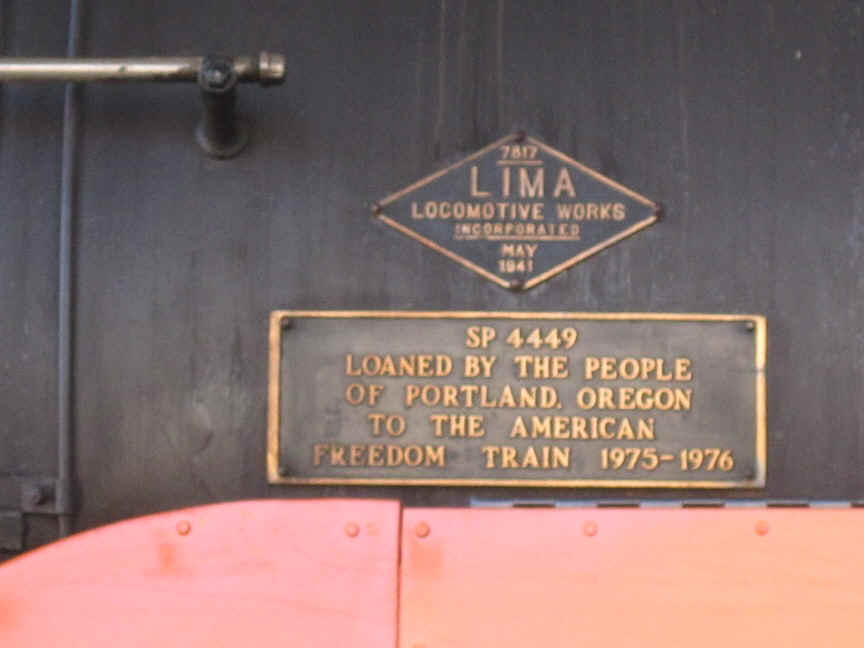 7817
LIMA
LOCOMOTIVE WORKS
INCORPORATED
MAY
1941
SP 4449
LOANED BY THE PEOPLE
OF PORTLAND, OREGON
TO THE AMERICAN
FREEDOM TRAIN 1975-1976